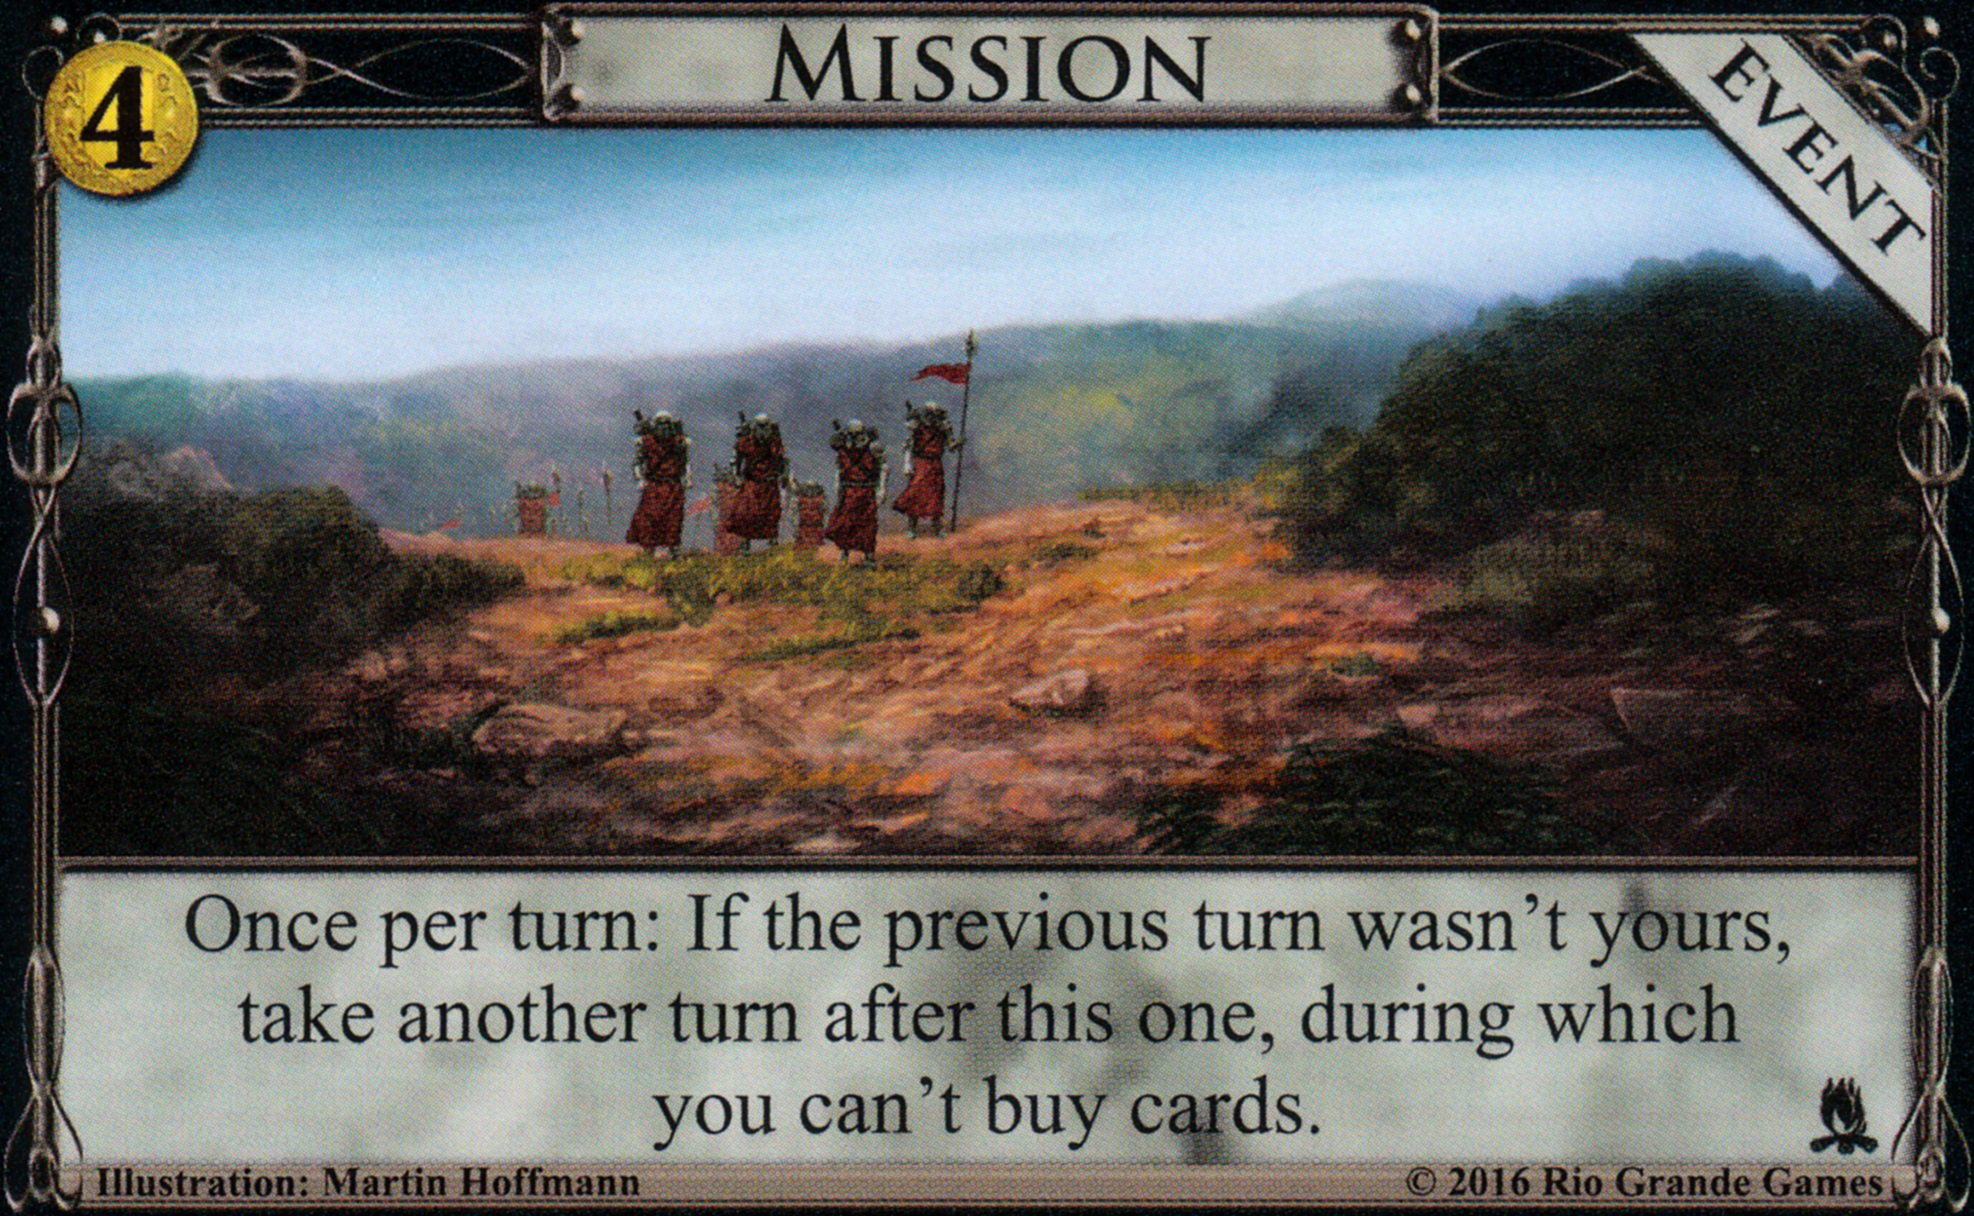 4
MISSION
EVENT
Once per turn: If the previous turn wasn't yours,
take another turn after this one, during which
you can't buy cards.
Illustration: Martin Hoffmann
© 2016 Rio Grande Games